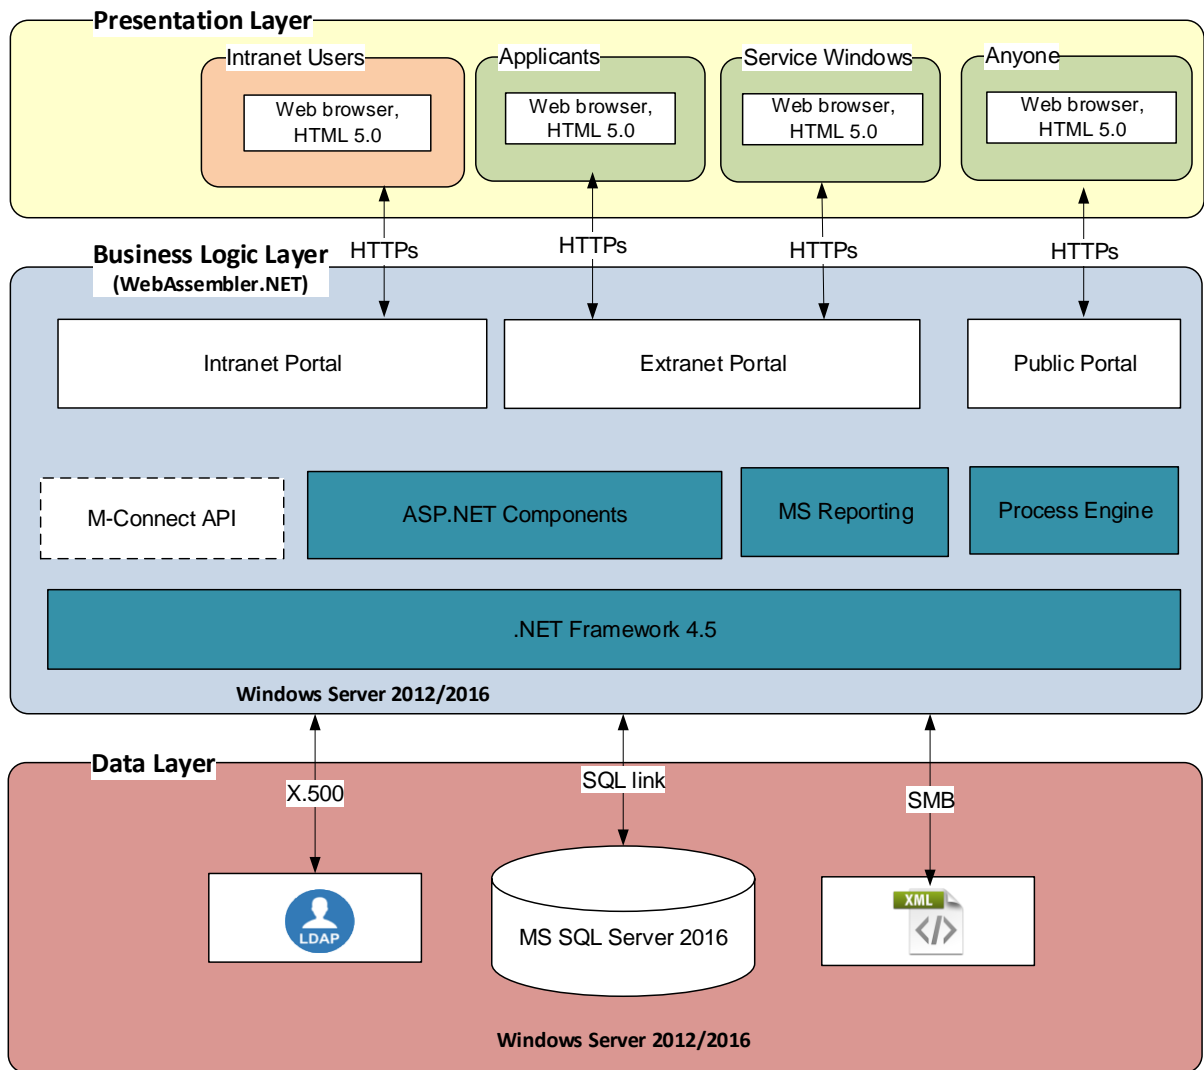 Presentation Layer
Intranet Users
Applicants
Service Windows
Anyone
Web browser,
HTML 5.0
Web browser,
HTML 5.0
Web browser,
HTML 5.0
Web browser,
HTML 5.0
HTTPs
HTTPs
HTTPs
HTTPs
Business Logic Layer
(WebAssembler.NET)
Intranet Portal
Extranet Portal
Public Portal
M-Connect API
ASP.NET Components
MS Reporting
Process Engine
.NET Framework 4.5
Windows Server 2012/2016
Data Layer
X.500
SQL link
SMB
LDAP
MS SQL Server 2016
XML
</>
Windows Server 2012/2016